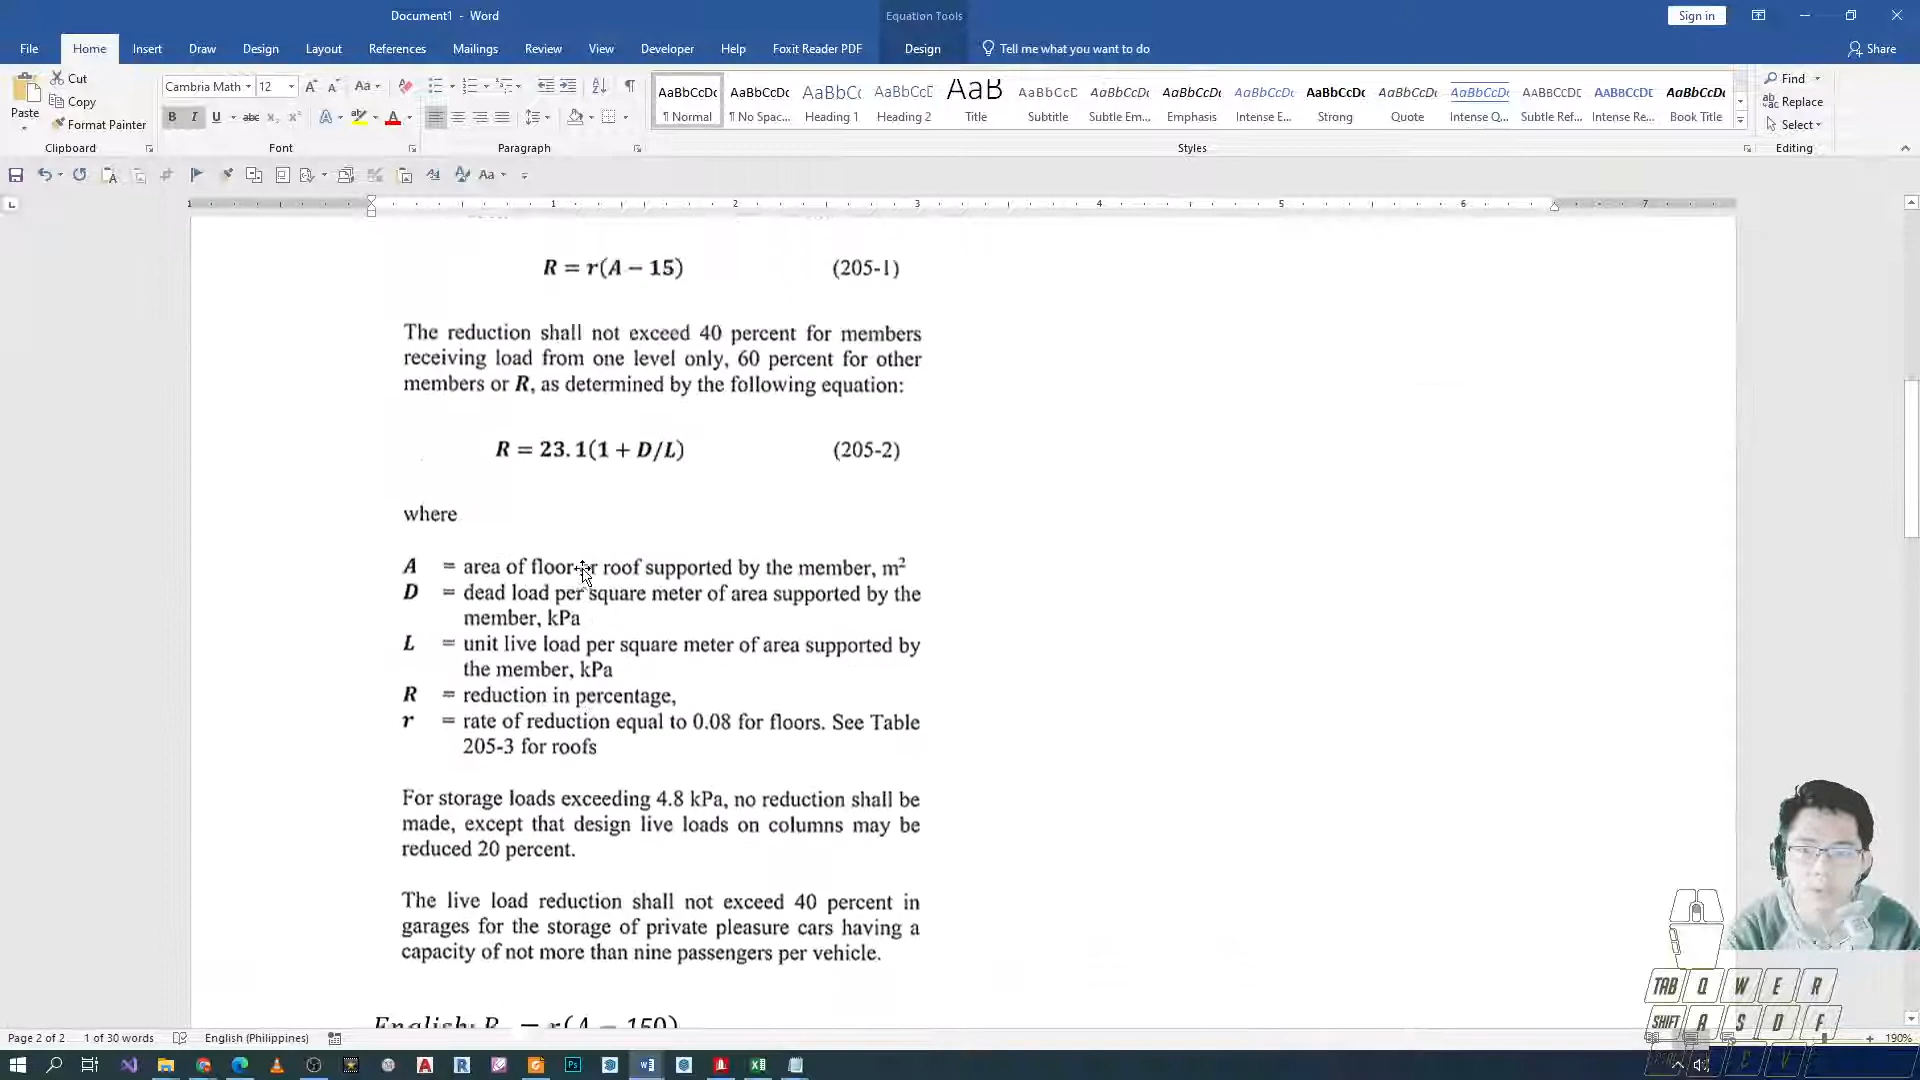 Document1 - Word
Equation Tools
Sign in
File Home Insert Draw Design Layout References Mailings Review View Developer Help Foxit Reader PDF Design Tell me what you want to do Share
Paste
Cut
Copy
Format Painter
Clipboard
Cambria Math 12
Font
Paragraph
AaBbCcDc AaBbCcDc AaBbCc AaBbCcE AaB AaBbCcD AaBbCcDc AaBbCcDc AaBbCcDc AaBbCcDc AaBbCcDc AaBbCcDc AaBbCcDc AaBbCcDc AaBbCcDc
¶ Normal ¶ No Spac... Heading 1 Heading 2 Title Subtitle Subtle Em... Emphasis Intense E... Strong Quote Intense Q... Subtle Ref... Intense Re... Book Title
Styles
Find
Replace
Select
Editing
1 1 2 3 4 5 6 7
R = r(A − 15) (205-1)
The reduction shall not exceed 40 percent for members
receiving load from one level only, 60 percent for other
members or R, as determined by the following equation:
R = 23.1(1 + D/L) (205-2)
where
A = area of floor or roof supported by the member, m²
D = dead load per square meter of area supported by the
member, kPa
L = unit live load per square meter of area supported by
the member, kPa
R = reduction in percentage,
r = rate of reduction equal to 0.08 for floors. See Table
205-3 for roofs
For storage loads exceeding 4.8 kPa, no reduction shall be
made, except that design live loads on columns may be
reduced 20 percent.
The live load reduction shall not exceed 40 percent in
garages for the storage of private pleasure cars having a
capacity of not more than nine passengers per vehicle.
English: R = r(A − 150)
TAB Q W E R
SHIFT A S D F
C V
Page 2 of 2 1 of 30 words English (Philippines) 190%